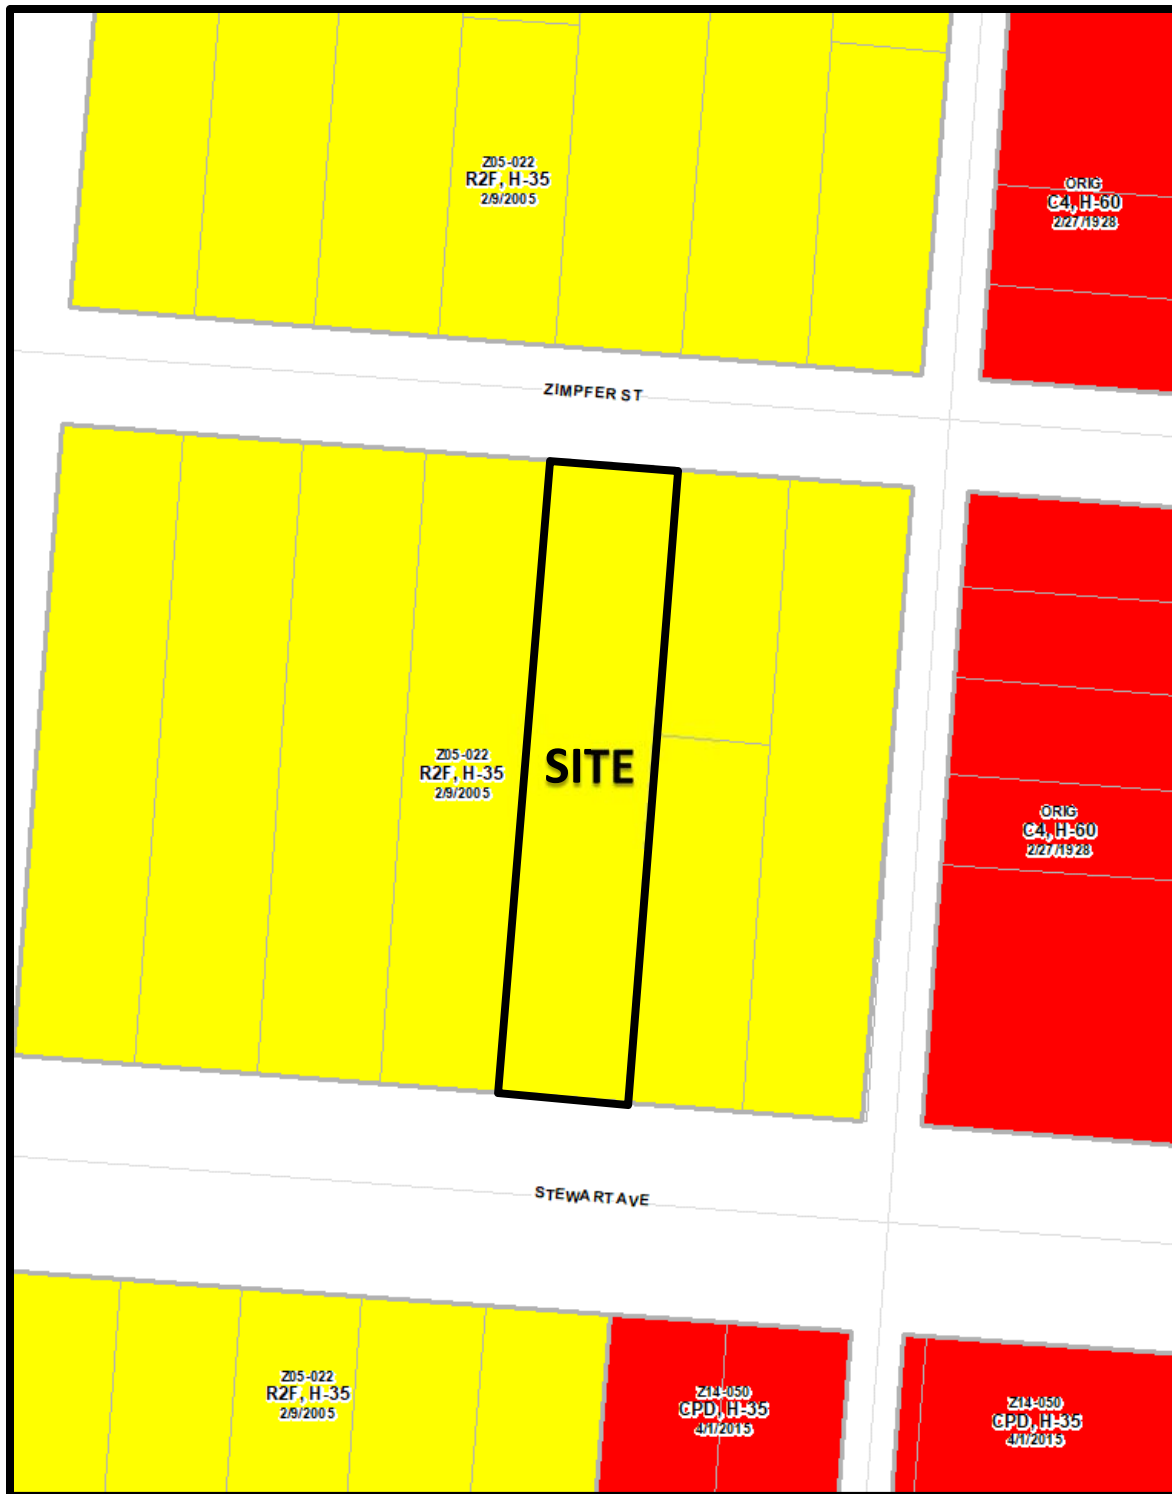 Z05-022
R2F, H-35
2/9/2005
ORIG
C4, H-60
2/27/1928
ZIMPFER ST
Z05-022
R2F, H-35
2/9/2005
SITE
ORIG
C4, H-60
2/27/1928
STEWART AVE
Z05-022
R2F, H-35
2/9/2005
Z14-050
CPD, H-35
4/1/2015
Z14-050
CPD, H-35
4/1/2015